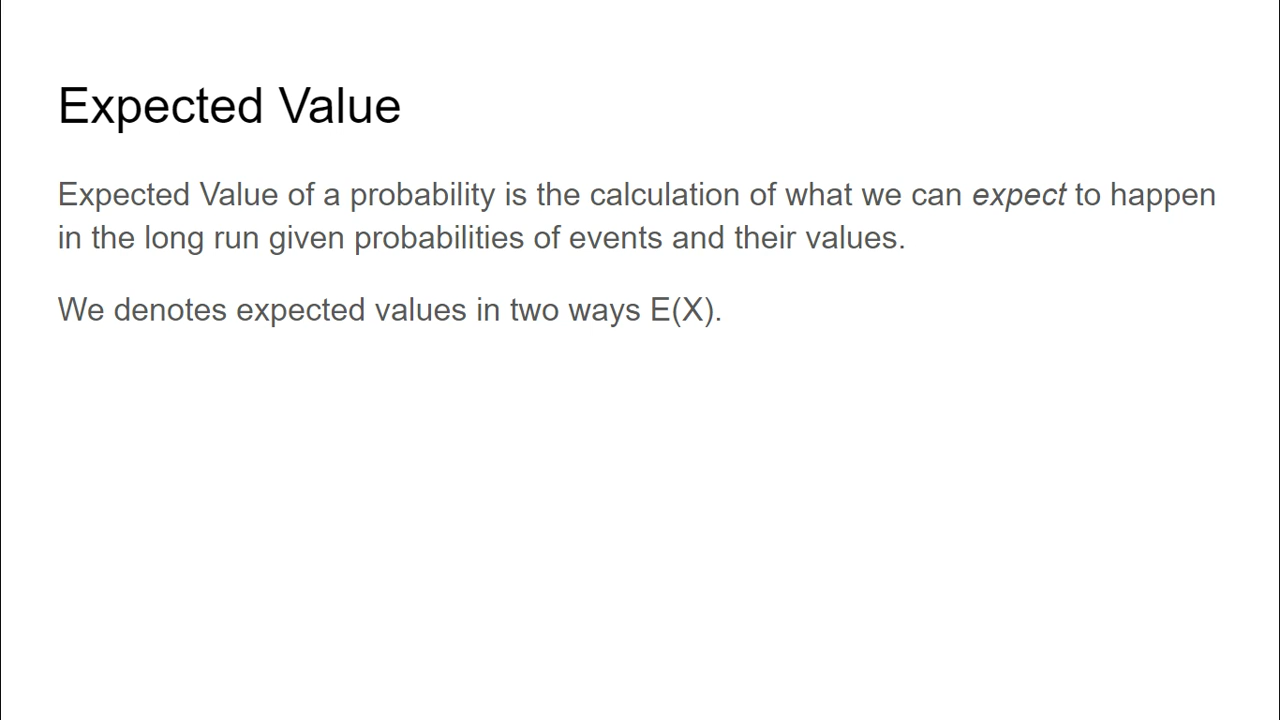 Expected Value
Expected Value of a probability is the calculation of what we can expect to happen
in the long run given probabilities of events and their values.
We denotes expected values in two ways E(X).